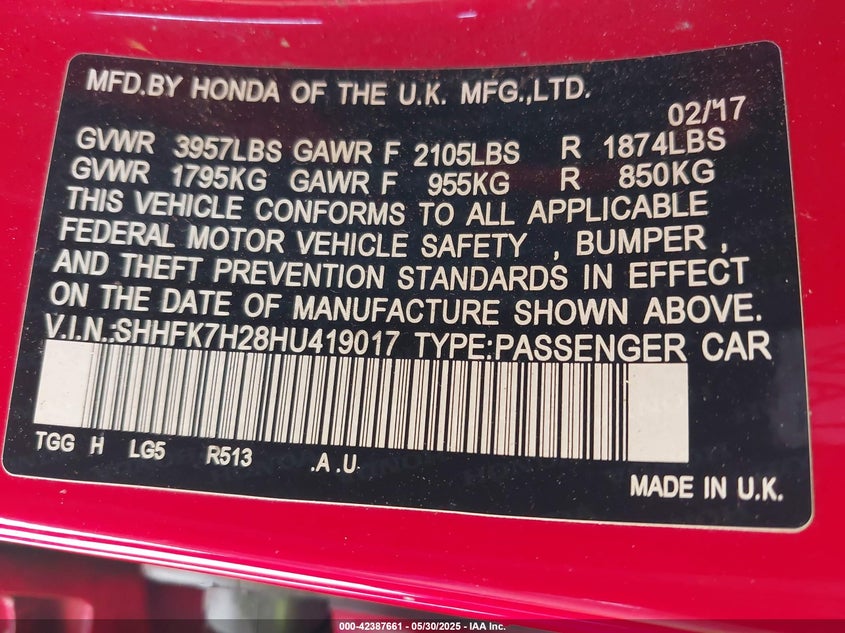 MFD.BY HONDA OF THE U.K. MFG.,LTD.
02/17
GVWR 3957LBS GAWR F 2105LBS R 1874LBS
GVWR 1795KG GAWR F 955KG R 850KG
THIS VEHICLE CONFORMS TO ALL APPLICABLE
FEDERAL MOTOR VEHICLE SAFETY , BUMPER ,
AND THEFT PREVENTION STANDARDS IN EFFECT
ON THE DATE OF MANUFACTURE SHOWN ABOVE.
V.I.N.:SHHFK7H28HU419017 TYPE:PASSENGER CAR
TGG H LG5 R513 .A .U
MADE IN U.K.
000-42387661 — 05/30/2025 - IAA Inc.